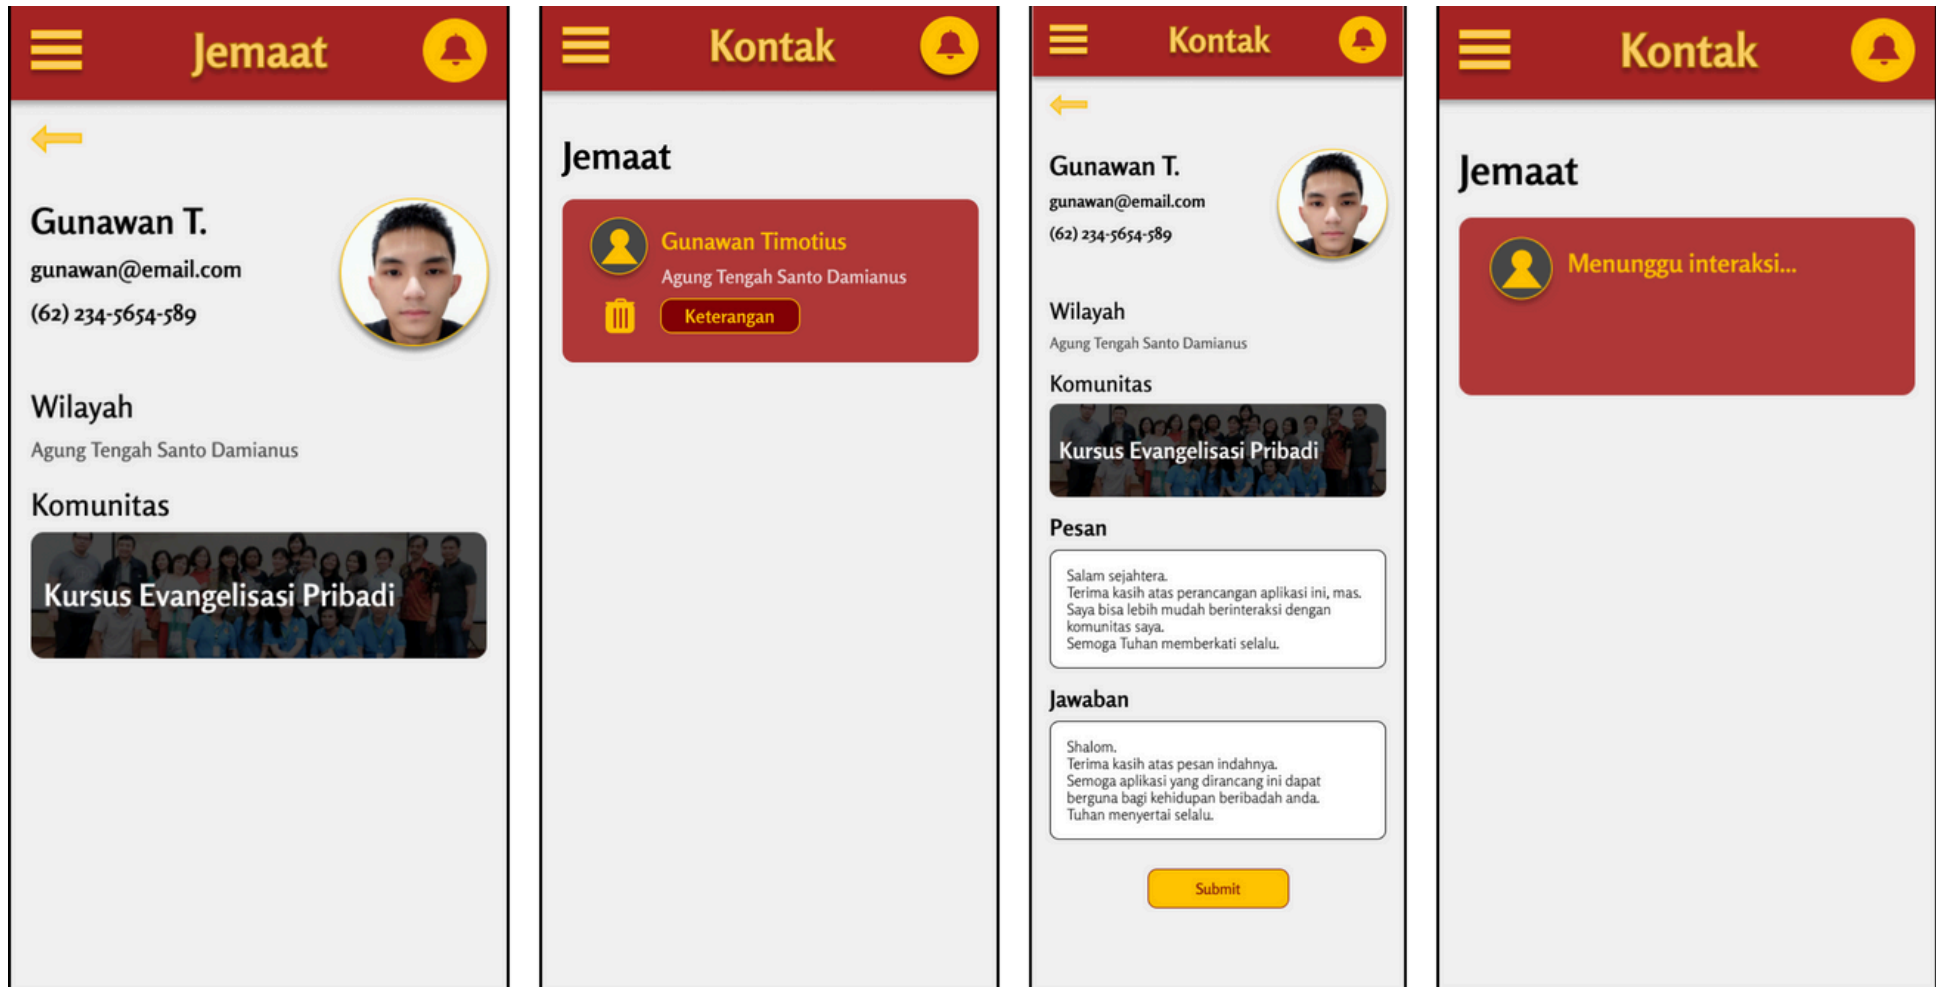 Jemaat
Gunawan T.
gunawan@email.com
(62) 234-5654-589
Wilayah
Agung Tengah Santo Damianus
Komunitas
Kursus Evangelisasi Pribadi
Kontak
Jemaat
Gunawan Timotius
Agung Tengah Santo Damianus
Keterangan
Kontak
Gunawan T.
gunawan@email.com
(62) 234-5654-589
Wilayah
Agung Tengah Santo Damianus
Komunitas
Kursus Evangelisasi Pribadi
Pesan
Salam sejahtera.
Terima kasih atas perancangan aplikasi ini, mas.
Saya bisa lebih mudah berinteraksi dengan
komunitas saya.
Semoga Tuhan memberkati selalu.
Jawaban
Shalom.
Terima kasih atas pesan indahnya.
Semoga aplikasi yang dirancang ini dapat
berguna bagi kehidupan beribadah anda.
Tuhan menyertai selalu.
Submit
Kontak
Jemaat
Menunggu interaksi...